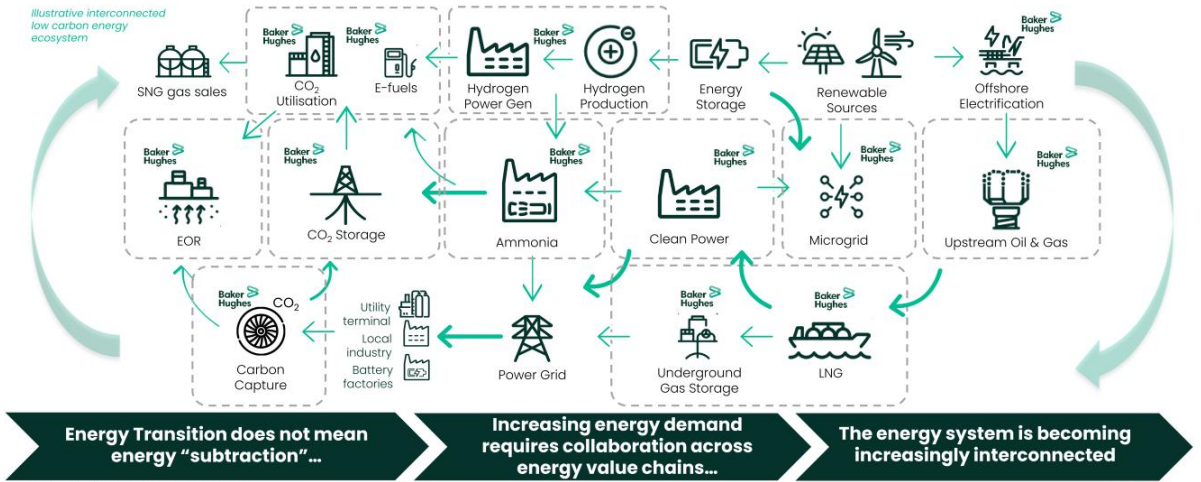 Illustrative interconnected
low carbon energy
ecosystem
SNG gas sales
Baker
Hughes
CO₂
Utilisation
Baker
Hughes
E-fuels
Baker
Hughes
Hydrogen
Power Gen
Hydrogen
Production
Energy
Storage
Renewable
Sources
Baker
Hughes
Offshore
Electrification
Baker
Hughes
EOR
Baker
Hughes
CO₂ Storage
Baker
Hughes
Ammonia
Baker
Hughes
Clean Power
Baker
Hughes
Microgrid
Baker
Hughes
Upstream Oil & Gas
Baker
Hughes
CO₂
Carbon
Capture
Utility
terminal
Local
industry
Battery
factories
Power Grid
Baker
Hughes
Underground
Gas Storage
Baker
Hughes
LNG
Energy Transition does not mean
energy “subtraction”...
Increasing energy demand
requires collaboration across
energy value chains...
The energy system is becoming
increasingly interconnected